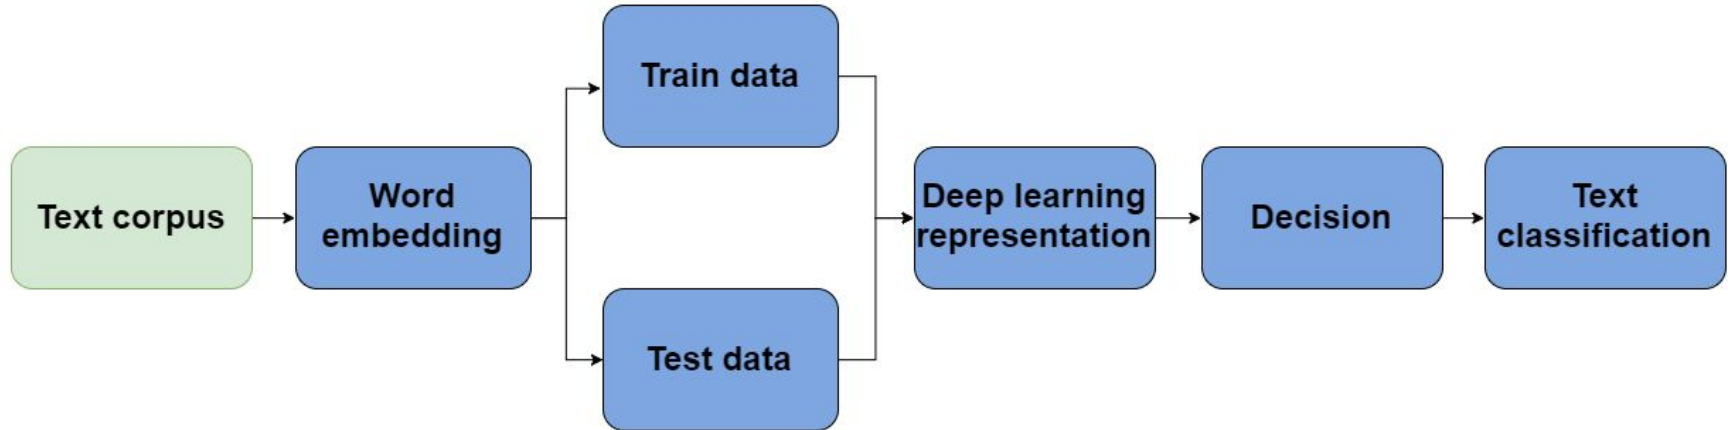 Text corpus
Word
embedding
Train data
Test data
Deep learning
representation
Decision
Text
classification